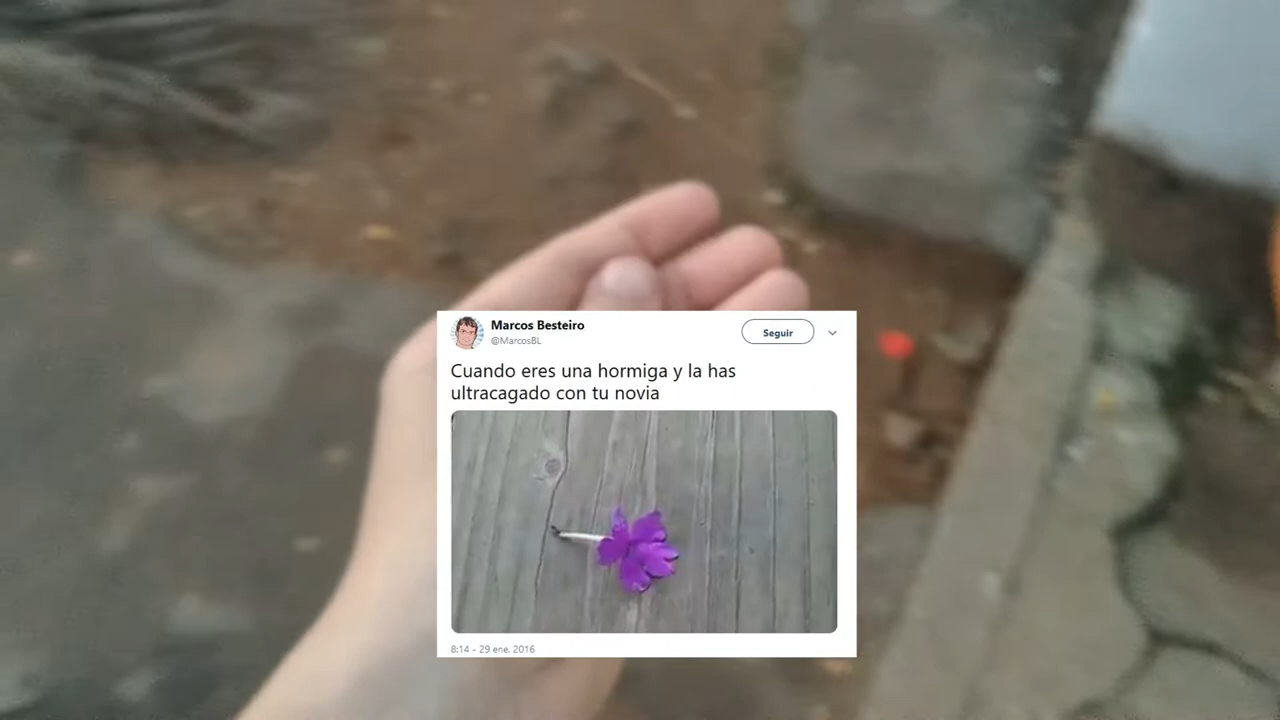 Marcos Besteiro
@MarcosBL
Seguir
Cuando eres una hormiga y la has
ultracagado con tu novia
8:14 - 29 ene. 2016